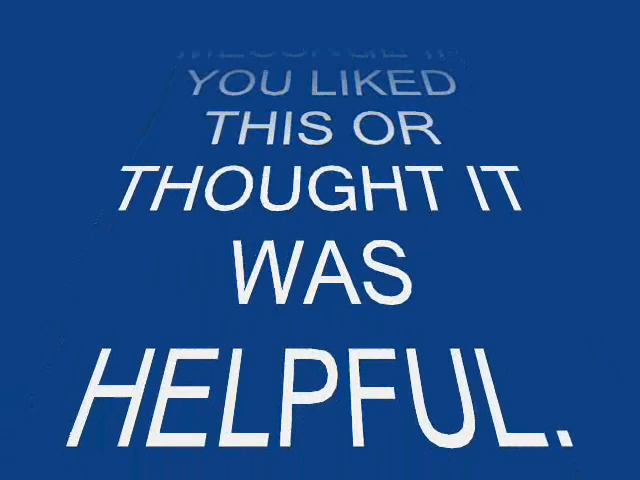 YOU LIKED
THIS OR
THOUGHT IT
WAS
HELPFUL.